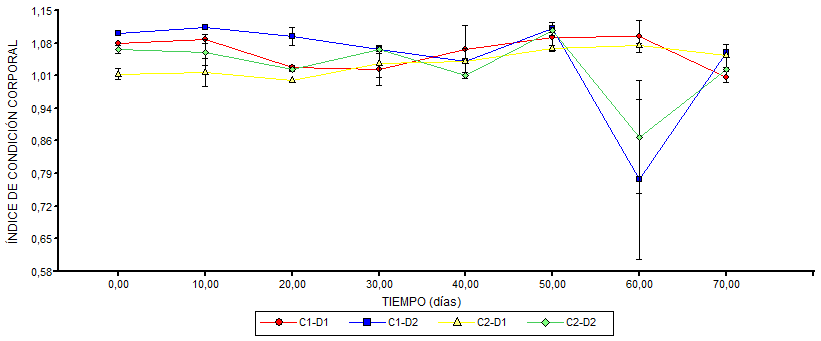 1,15
1,08
1,01
0,94
0,86
0,79
0,72
0,65
0,58
ÍNDICE DE CONDICIÓN CORPORAL
0,00 10,00 20,00 30,00 40,00 50,00 60,00 70,00
TIEMPO (días)
C1-D1 C1-D2 C2-D1 C2-D2